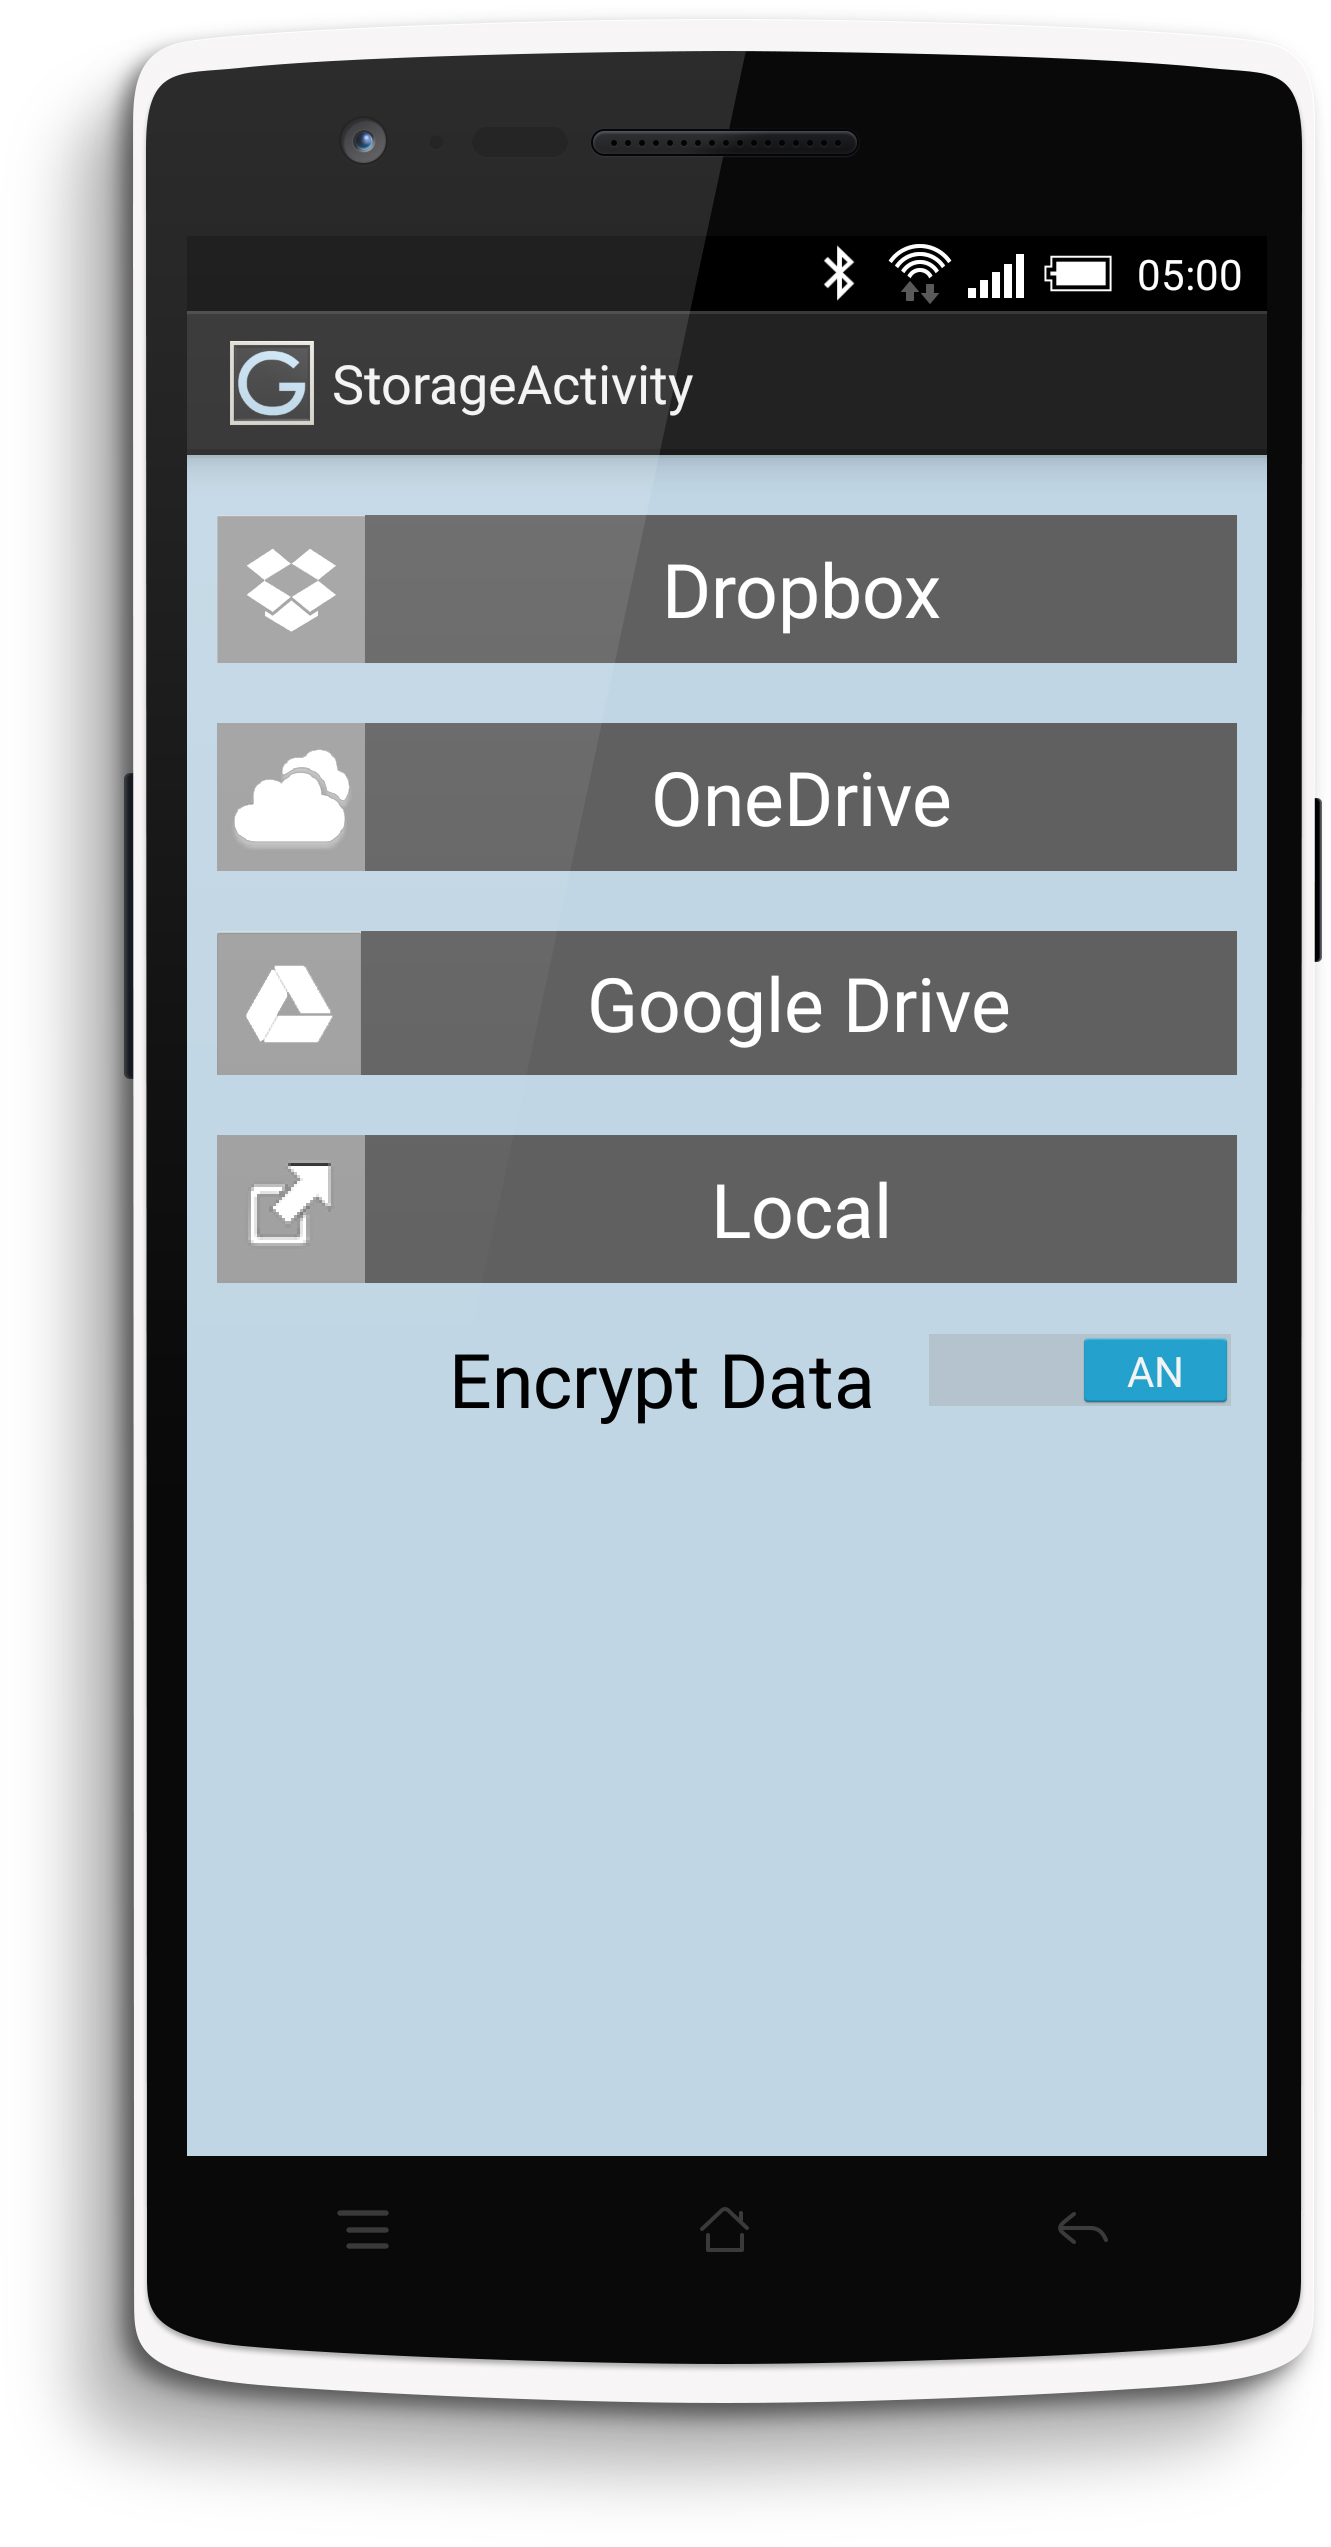 05:00
G StorageActivity
Dropbox
OneDrive
Google Drive
Local
Encrypt Data AN